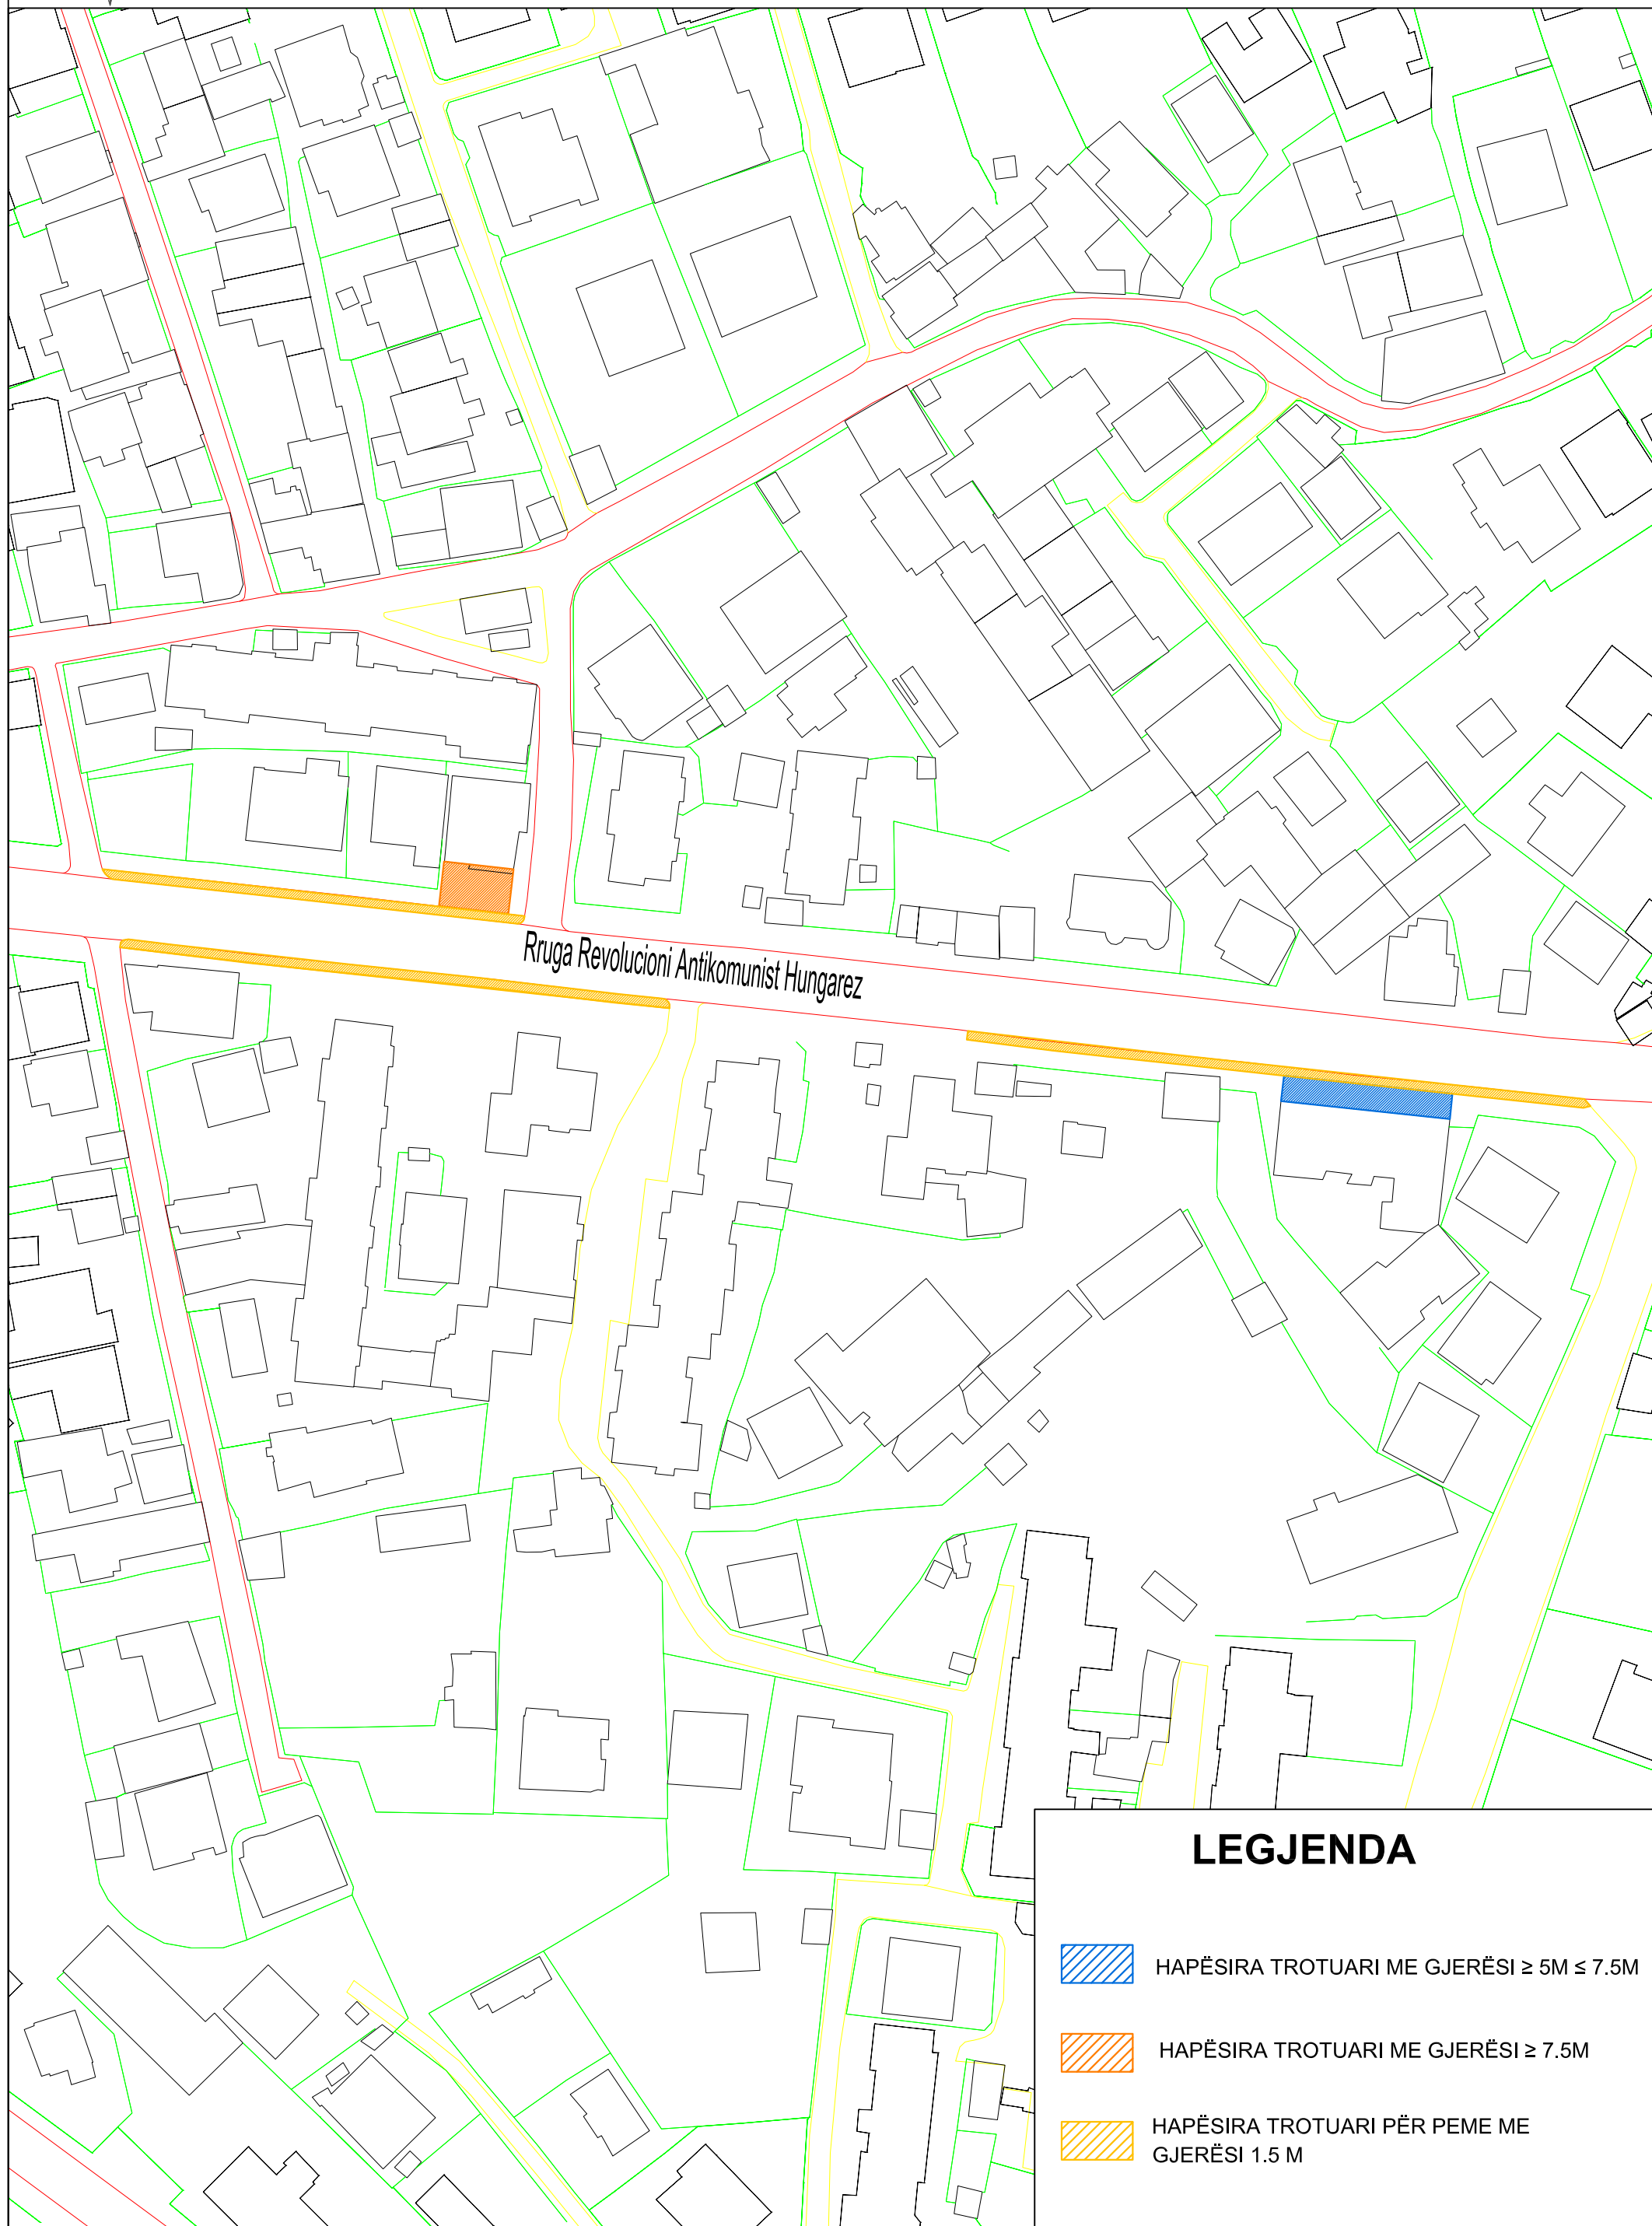 Rruga Revolucioni Antikomunist Hungarez
LEGJENDA
HAPËSIRA TROTUARI ME GJERËSI ≥ 5M ≤ 7.5M
HAPËSIRA TROTUARI ME GJERËSI ≥ 7.5M
HAPËSIRA TROTUARI PËR PEME ME
GJERËSI 1.5 M